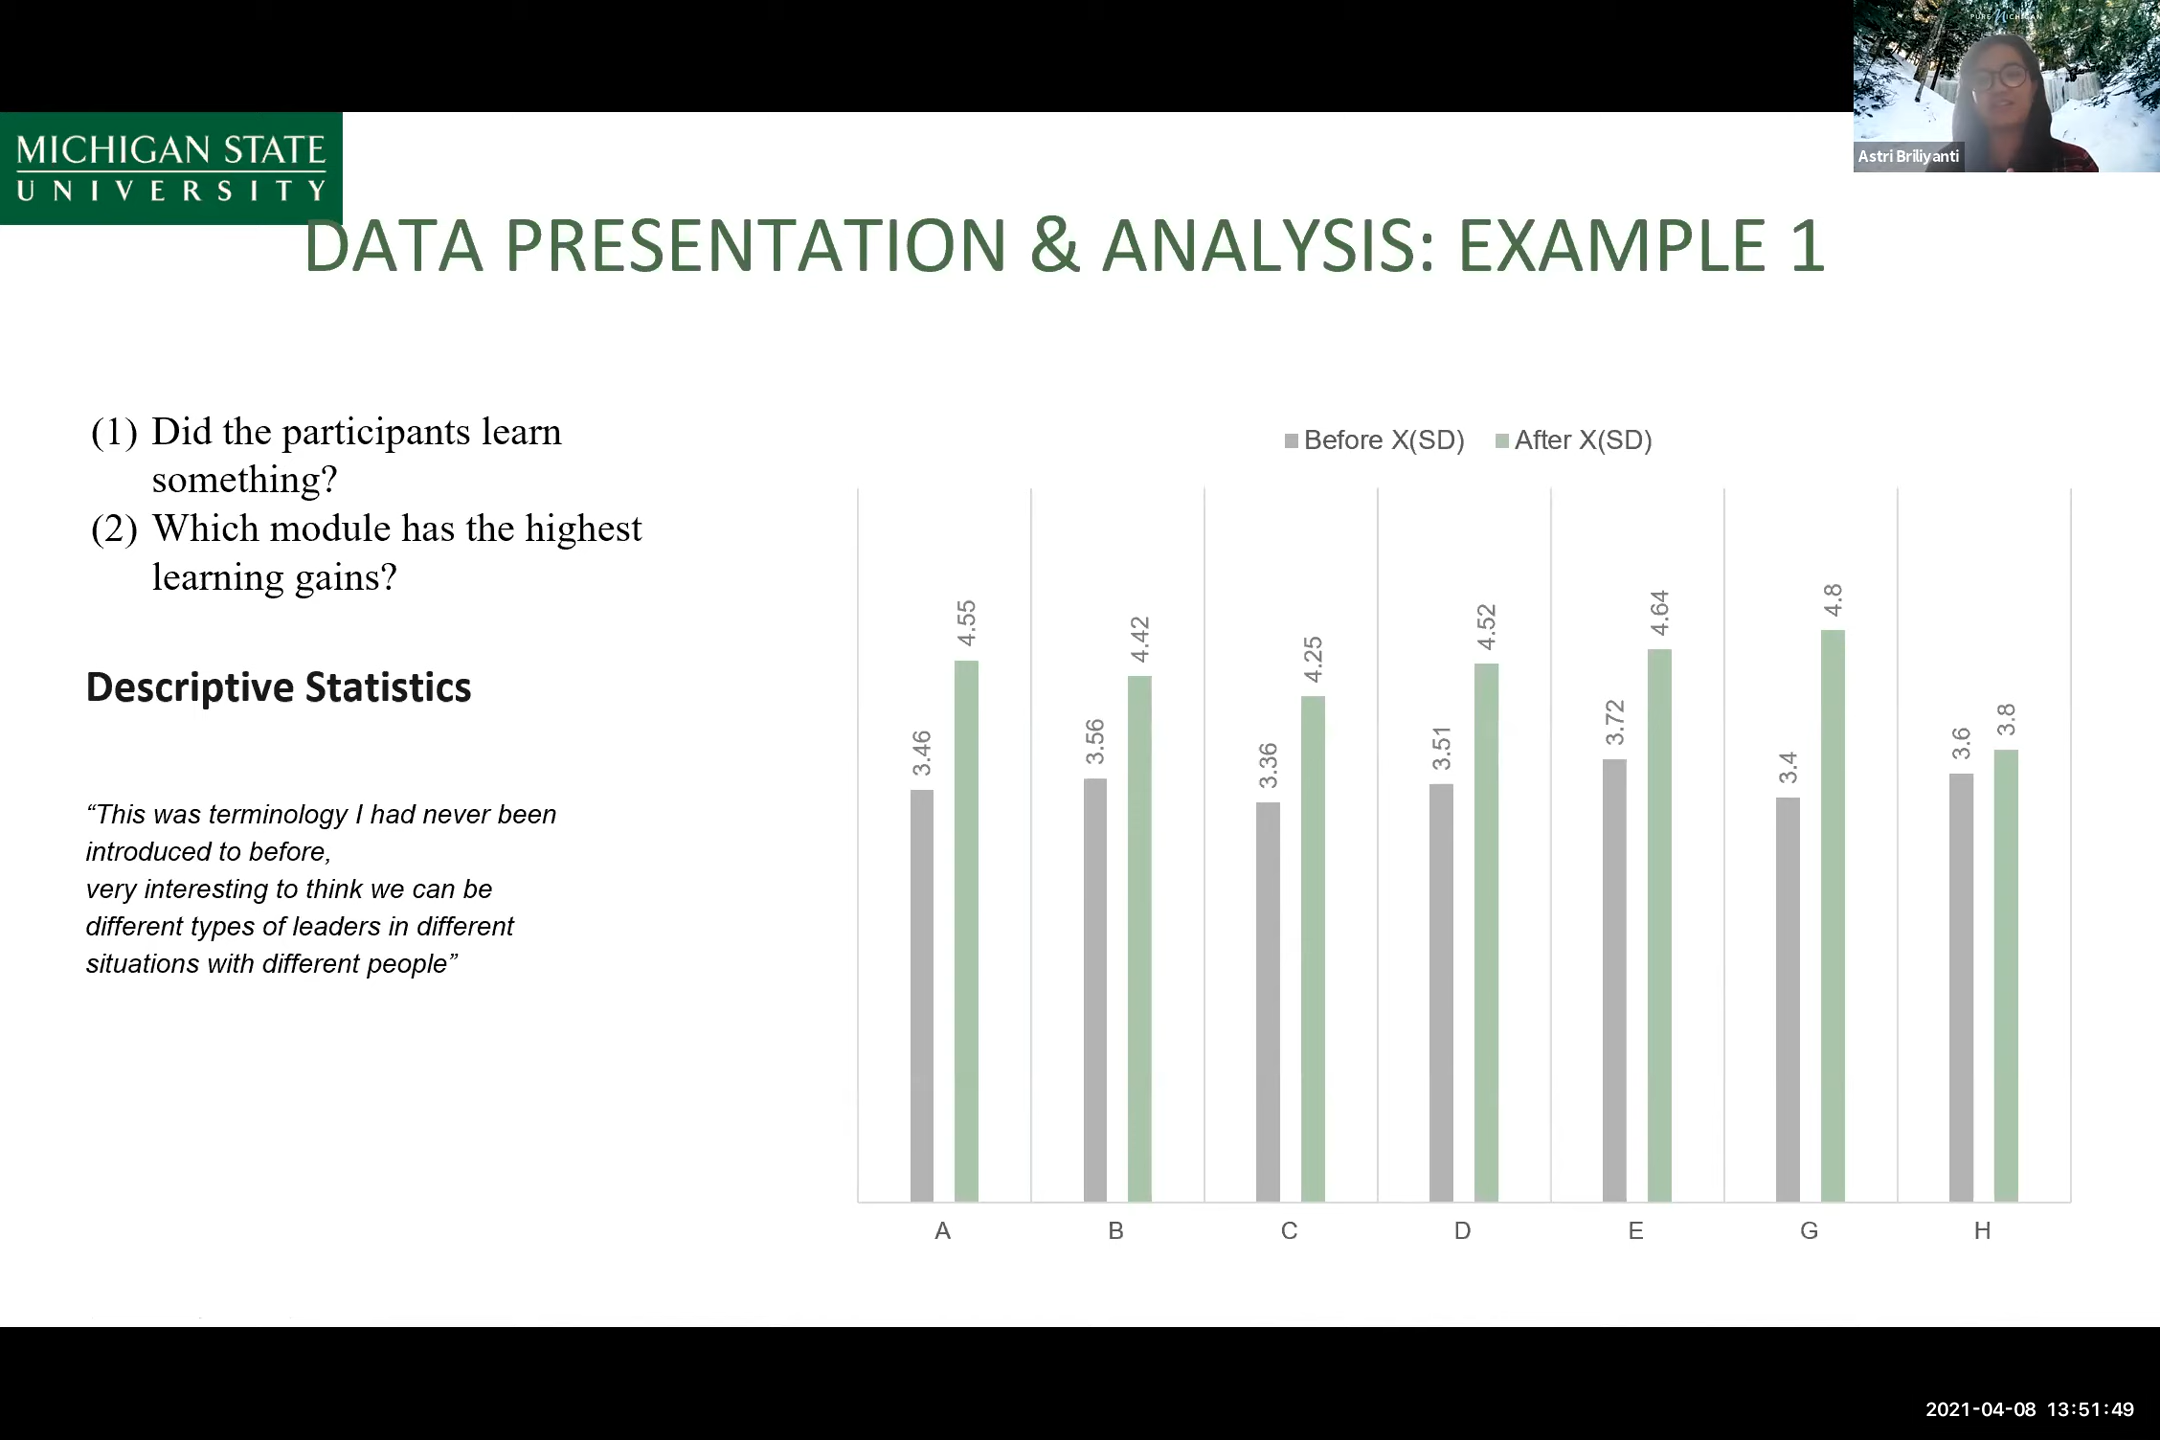 PURE MICHIGAN
Astri Briliyanti
MICHIGAN STATE
UNIVERSITY
DATA PRESENTATION & ANALYSIS: EXAMPLE 1
(1) Did the participants learn
something?
(2) Which module has the highest
learning gains?
Descriptive Statistics
“This was terminology I had never been
introduced to before,
very interesting to think we can be
different types of leaders in different
situations with different people”
Before X(SD) After X(SD)
3.46 4.55 3.56 4.42 3.36 4.25 3.51 4.52 3.72 4.64 3.4 4.8 3.6 3.8
A B C D E G H
2021-04-08 13:51:49